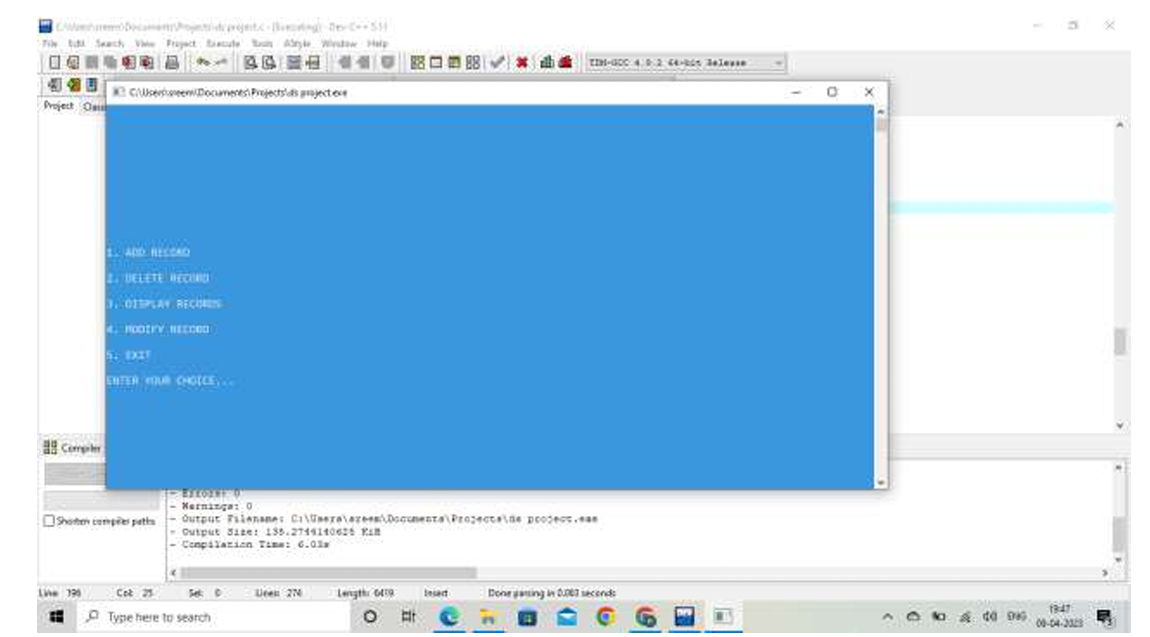 C:\Users\sreem\Documents\Projects\ds project.c - [Executing] - Dev-C++ 5.11
File Edit Search View Project Execute Tools AStyle Window Help
TDM-GCC 4.9.2 64-bit Release
C:\Users\sreem\Documents\Projects\ds project.exe
Project
1. ADD RECORD
2. DELETE RECORD
3. DISPLAY RECORDS
4. MODIFY RECORD
5. EXIT
ENTER YOUR CHOICE...
Compiler
- Errors: 0
- Warnings: 0
Shorten compiler paths
- Output Filename: C:\Users\sreem\Documents\Projects\ds project.exe
- Output Size: 135.2744140625 KiB
- Compilation Time: 6.03s
Line 196 Col: 25 Sel: 0 Lines: 274 Length: 6419 Insert Done parsing in 0.003 seconds
Type here to search
ENG
19:47
08-04-2023